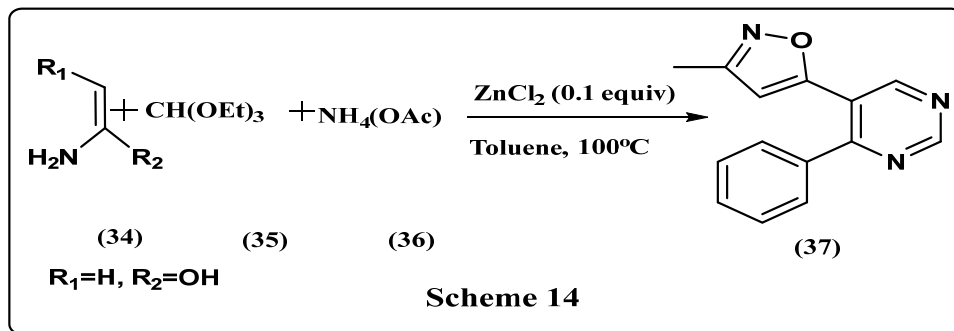 R₁
H₂N
R₂
+ CH(OEt)₃ + NH₄(OAc)
ZnCl₂ (0.1 equiv)
Toluene, 100ºC
N
O
N
N
(34) (35) (36) (37)
R₁=H, R₂=OH
Scheme 14